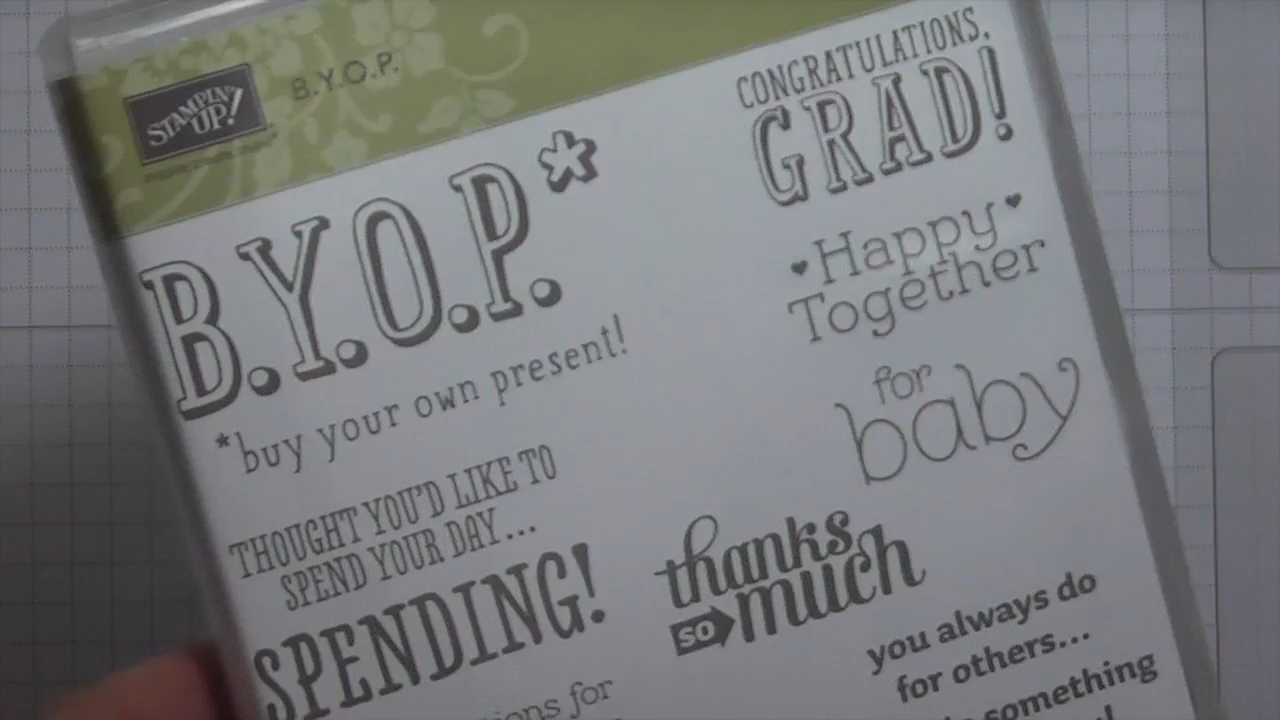 STAMPIN' UP!
B.Y.O.P.
B.Y.O.P.*
*buy your own present!
THOUGHT YOU'D LIKE TO
SPEND YOUR DAY...
SPENDING!
for
CONGRATULATIONS,
GRAD!
Happy
Together
for
baby
thanks
so much
you always do
for others...
something